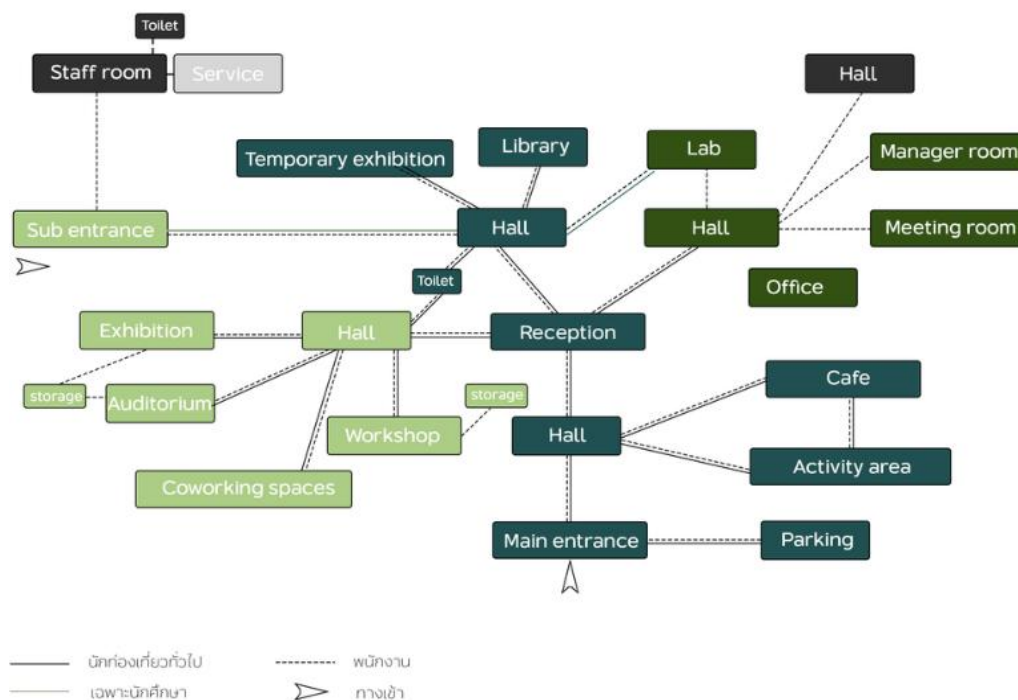 Toilet
Staff room
Service
Hall
Temporary exhibition
Library
Lab
Manager room
Sub entrance
Hall
Hall
Meeting room
Toilet
Office
Exhibition
Hall
Reception
storage
Auditorium
storage
Cafe
Workshop
Hall
Activity area
Coworking spaces
Main entrance
Parking
นักท่องเที่ยวทั่วไป
พนักงาน
เฉพาะนักศึกษา
ทางเข้า